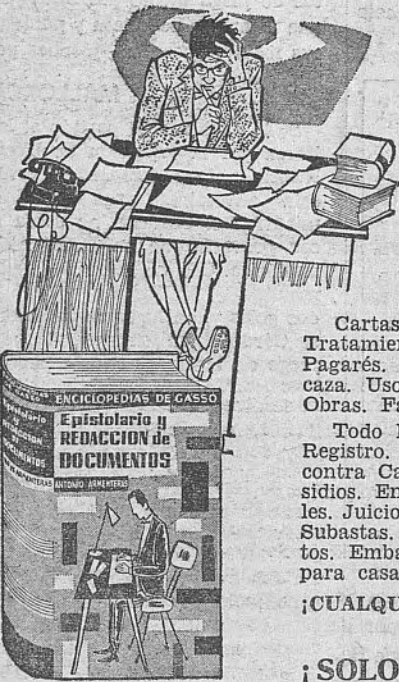 ENCICLOPEDIAS DE GASSO
Epistolario y
REDACCION de
DOCUMENTOS
ANTONIO ARMENTERAS
Cartas
Tratamien
Pagarés.
caza. Uso
Obras. Fa
Todo l
Registro.
contra Ca
sidios. En
les. Juicio
Subastas.
tos. Emba
para casa
¡CUALQU
¡SOLO